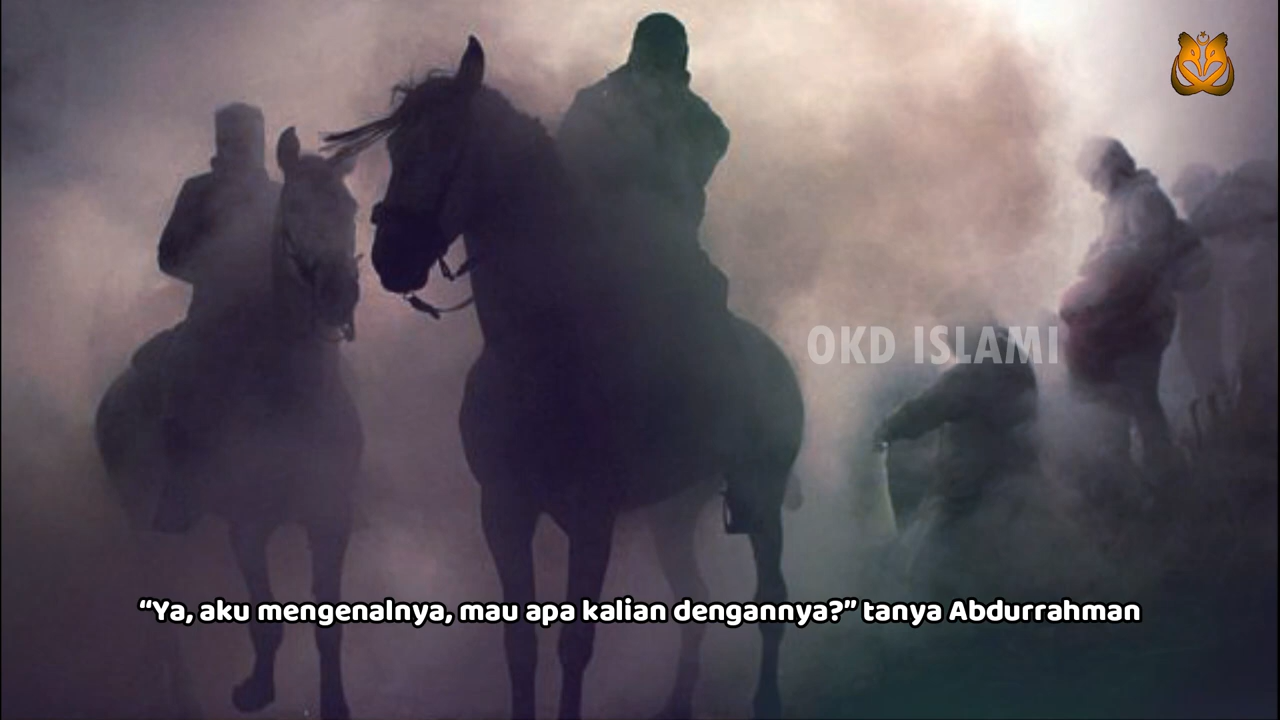 OKD ISLAMI
“Ya, aku mengenalnya, mau apa kalian dengannya?” tanya Abdurrahman